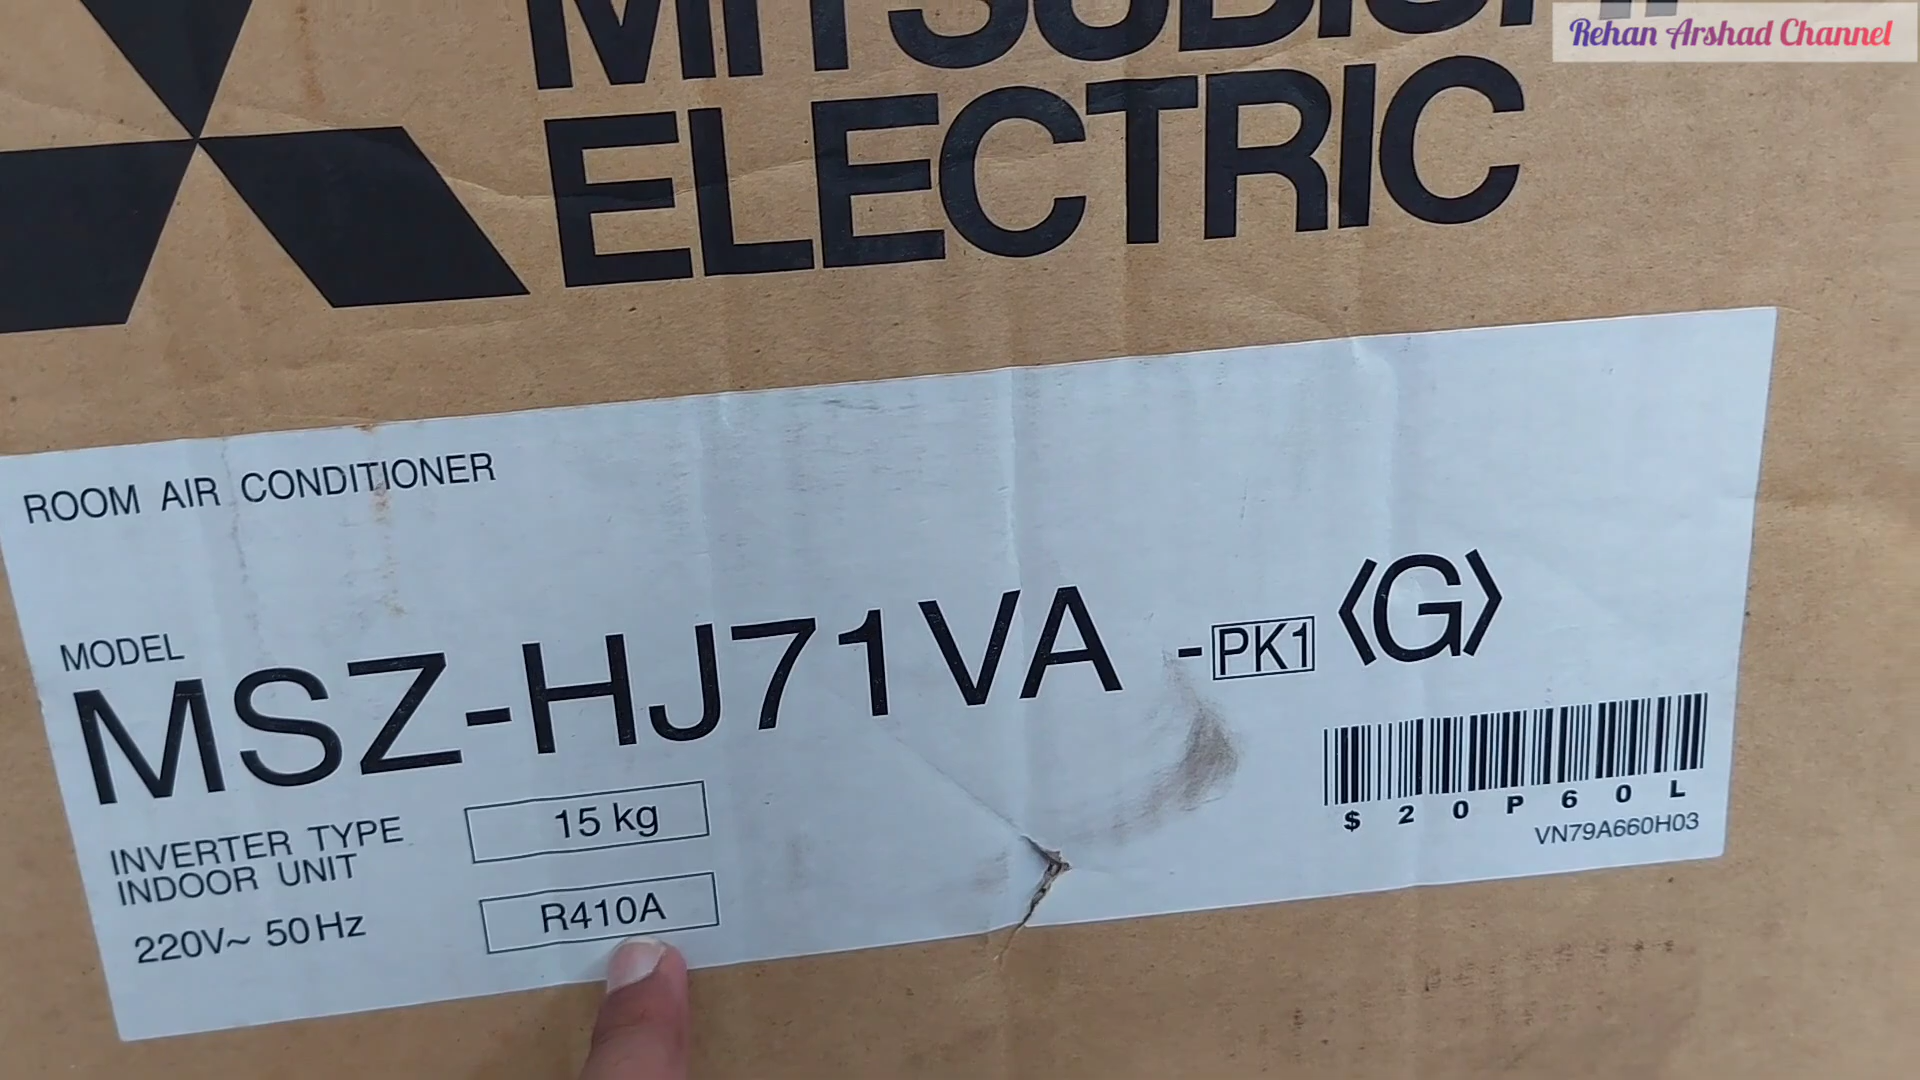 Rehan Arshad Channel
MITSUBISHI
ELECTRIC
ROOM AIR CONDITIONER
MODEL
MSZ-HJ71VA -PK1 〈G〉
INVERTER TYPE
INDOOR UNIT
15 kg
220V~ 50Hz
R410A
$ 2 0 P 6 0 L
VN79A660H03